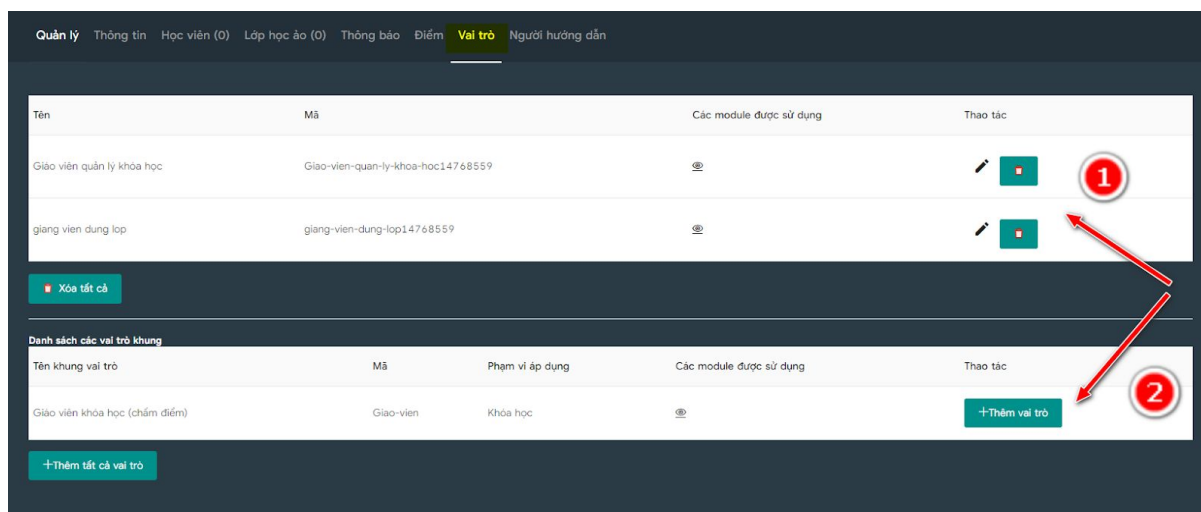 Quản lý Thông tin Học viên (0) Lớp học ảo (0) Thông báo Điểm Vai trò Người hướng dẫn
Tên Mã Các module được sử dụng Thao tác
Giáo viên quản lý khóa học Giao-vien-quan-ly-khoa-hoc14768559
1
giang vien dung lop giang-vien-dung-lop14768559
Xóa tất cả
Danh sách các vai trò khung
Tên khung vai trò Mã Phạm vi áp dụng Các module được sử dụng Thao tác
2
Giáo viên khóa học (chấm điểm) Giao-vien Khóa học +Thêm vai trò
+Thêm tất cả vai trò